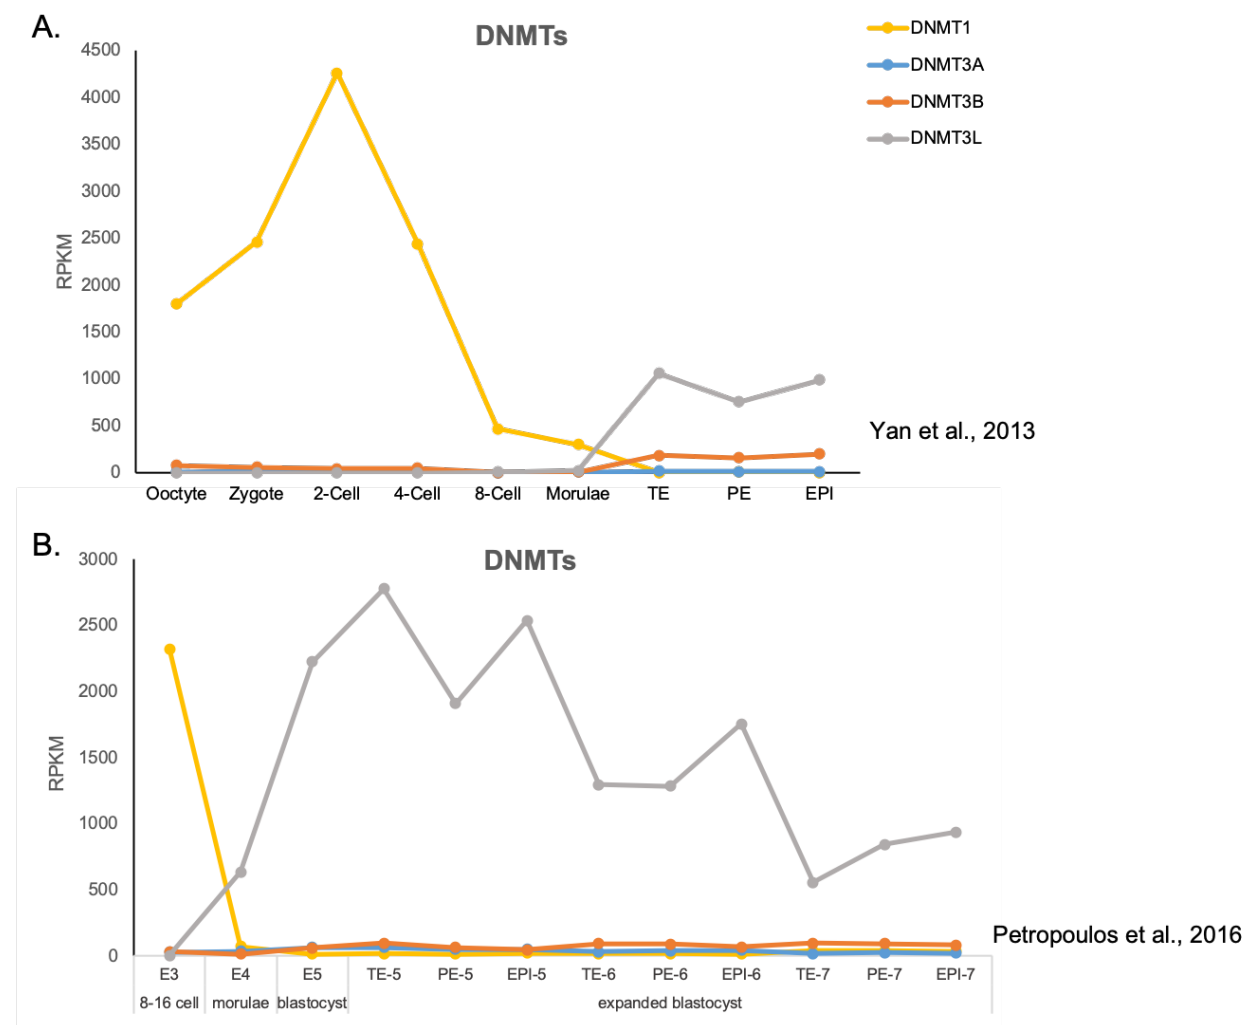 A.
DNMTs
DNMT1
DNMT3A
DNMT3B
DNMT3L
4500
4000
3500
3000
2500
2000
1500
1000
500
0
RPKM
Yan et al., 2013
Ooctyte Zygote 2-Cell 4-Cell 8-Cell Morulae TE PE EPI
B.
DNMTs
3000
2500
2000
1500
1000
500
0
RPKM
Petropoulos et al., 2016
E3 E4 E5 TE-5 PE-5 EPI-5 TE-6 PE-6 EPI-6 TE-7 PE-7 EPI-7
8-16 cell morulae blastocyst expanded blastocyst